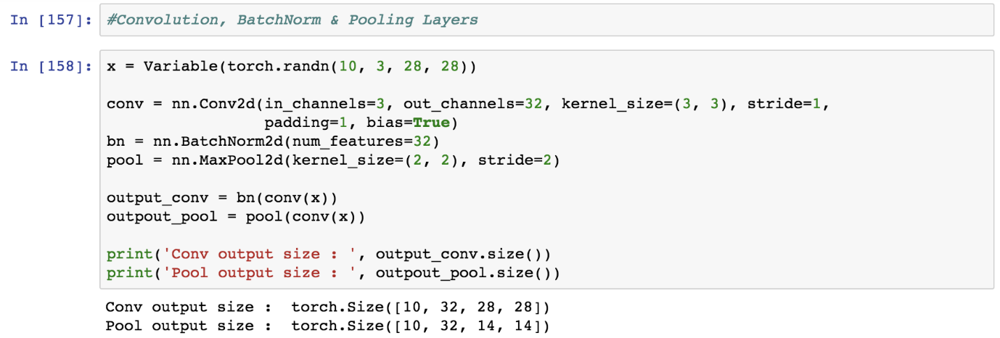 In [157]: #Convolution, BatchNorm & Pooling Layers
In [158]: x = Variable(torch.randn(10, 3, 28, 28))
conv = nn.Conv2d(in_channels=3, out_channels=32, kernel_size=(3, 3), stride=1,
padding=1, bias=True)
bn = nn.BatchNorm2d(num_features=32)
pool = nn.MaxPool2d(kernel_size=(2, 2), stride=2)
output_conv = bn(conv(x))
outpout_pool = pool(conv(x))
print('Conv output size : ', output_conv.size())
print('Pool output size : ', outpout_pool.size())
Conv output size :  torch.Size([10, 32, 28, 28])
Pool output size :  torch.Size([10, 32, 14, 14])